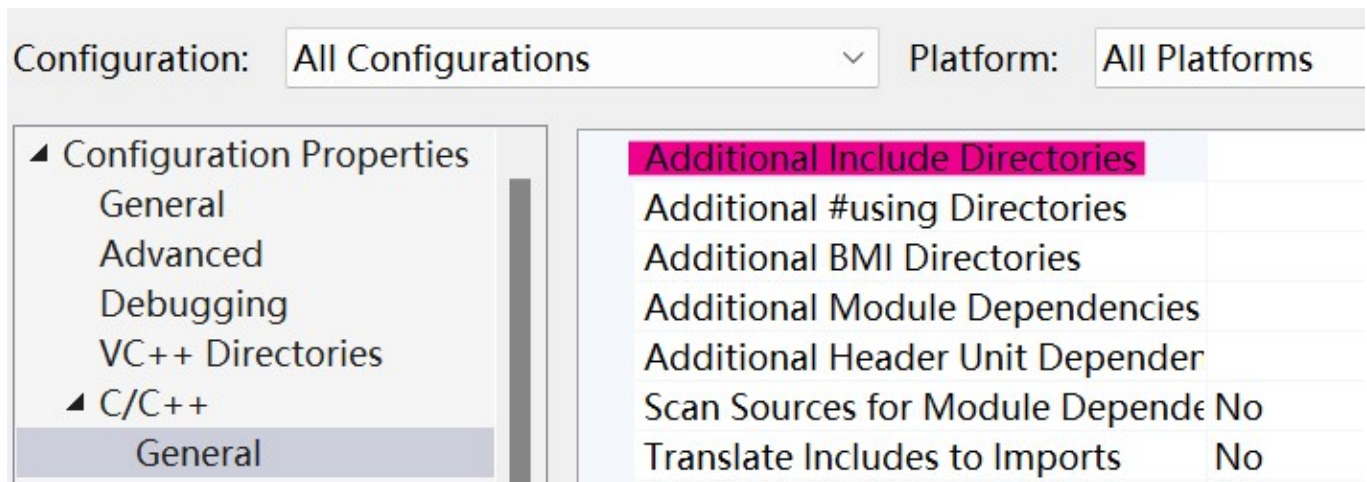 Configuration: All Configurations Platform: All Platforms
Configuration Properties
General
Advanced
Debugging
VC++ Directories
C/C++
General
Additional Include Directories
Additional #using Directories
Additional BMI Directories
Additional Module Dependencies
Additional Header Unit Dependen
Scan Sources for Module Depende No
Translate Includes to Imports No